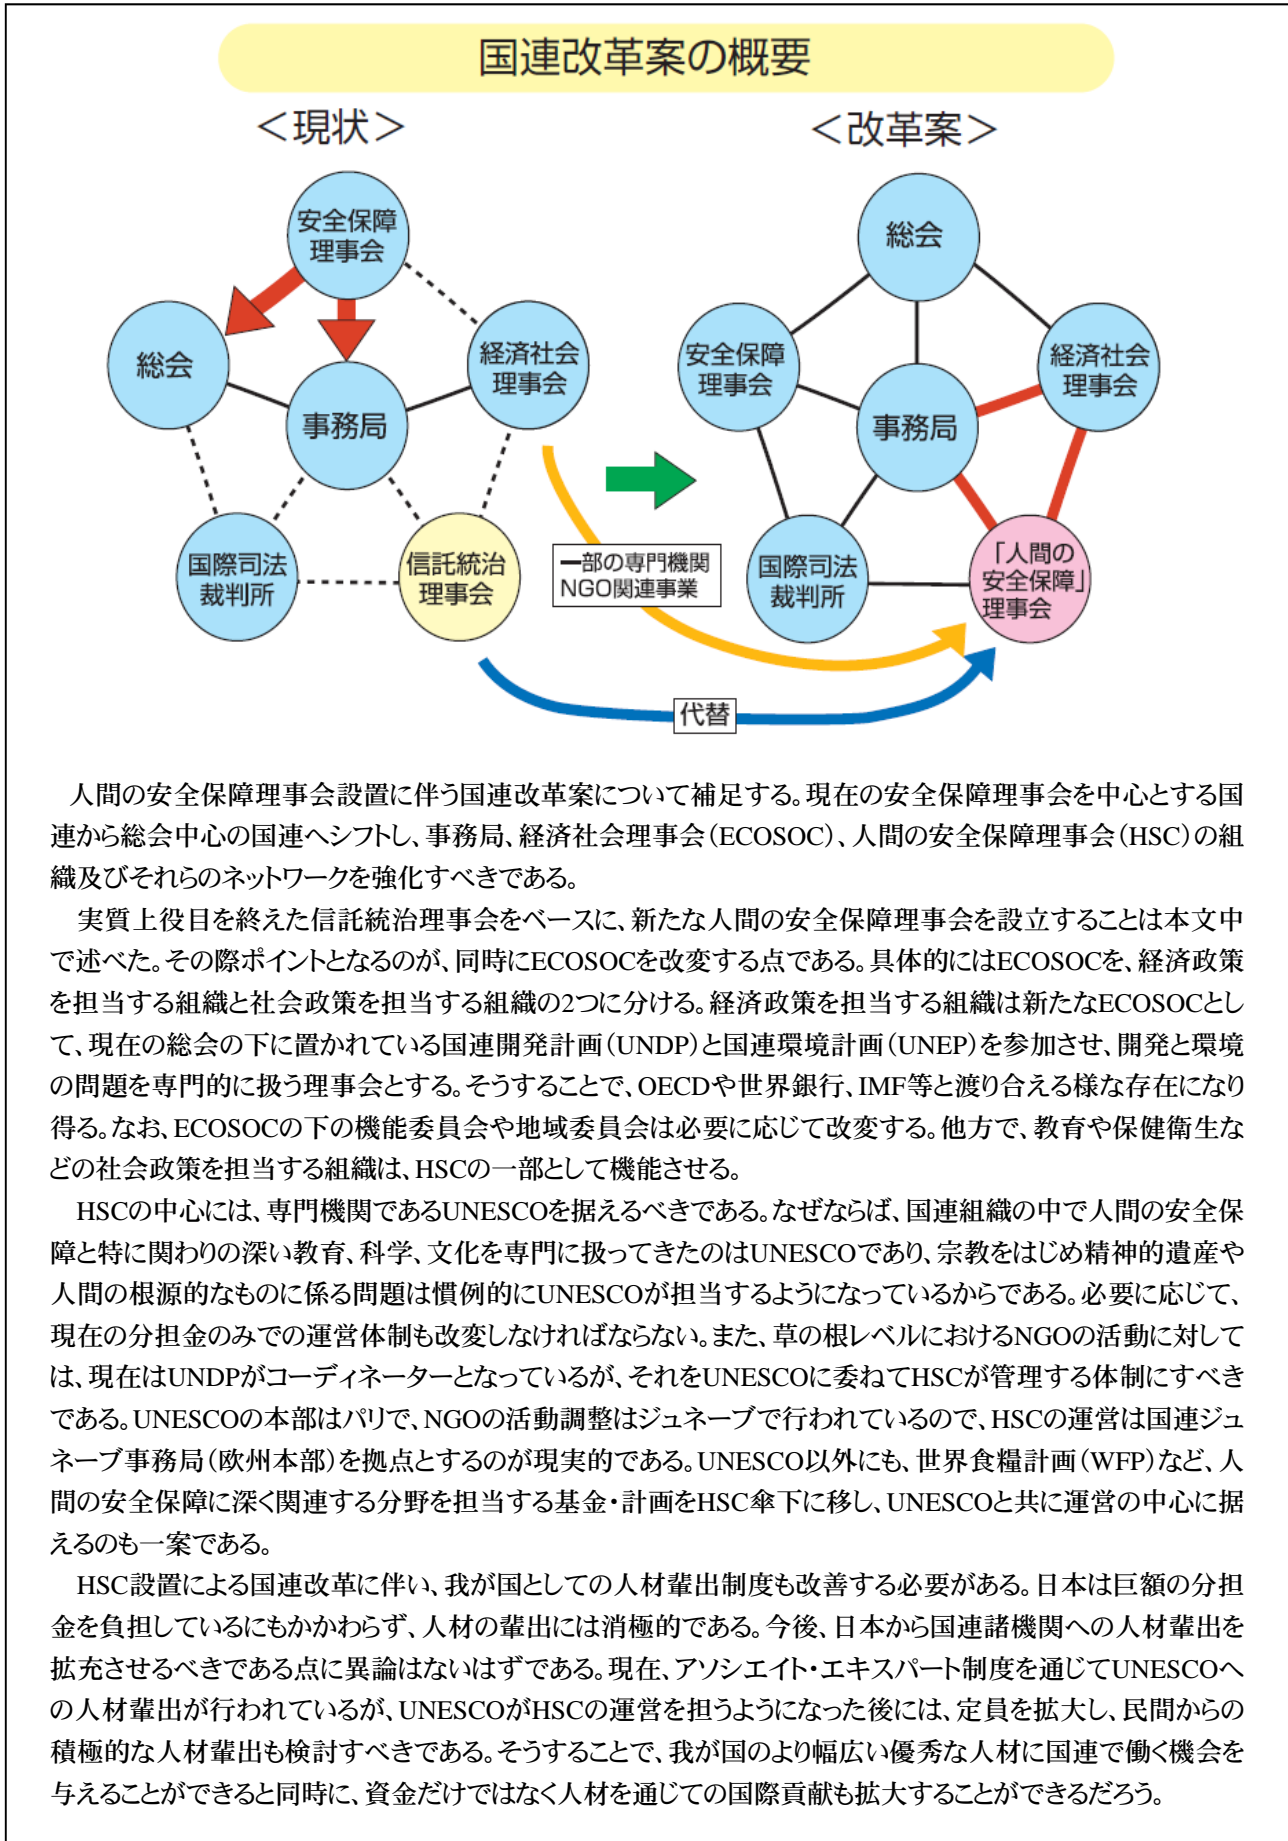 国連改革案の概要
＜現状＞
＜改革案＞
安全保障
理事会
総会
経済社会
理事会
事務局
国際司法
裁判所
信託統治
理事会
総会
安全保障
理事会
経済社会
理事会
事務局
国際司法
裁判所
「人間の
安全保障」
理事会
一部の専門機関
NGO関連事業
代替
人間の安全保障理事会設置に伴う国連改革案について補足する。現在の安全保障理事会を中心とする国
連から総会中心の国連へシフトし、事務局、経済社会理事会（ECOSOC）、人間の安全保障理事会（HSC）の組
織及びそれらのネットワークを強化すべきである。
実質上役目を終えた信託統治理事会をベースに、新たな人間の安全保障理事会を設立することは本文中
で述べた。その際ポイントとなるのが、同時にECOSOCを改変する点である。具体的にはECOSOCを、経済政策
を担当する組織と社会政策を担当する組織の2つに分ける。経済政策を担当する組織は新たなECOSOCとし
て、現在の総会の下に置かれている国連開発計画（UNDP）と国連環境計画（UNEP）を参加させ、開発と環境
の問題を専門的に扱う理事会とする。そうすることで、OECDや世界銀行、IMF等と渡り合える様な存在になり
得る。なお、ECOSOCの下の機能委員会や地域委員会は必要に応じて改変する。他方で、教育や保健衛生な
どの社会政策を担当する組織は、HSCの一部として機能させる。
HSCの中心には、専門機関であるUNESCOを据えるべきである。なぜならば、国連組織の中で人間の安全保
障と特に関わりの深い教育、科学、文化を専門に扱ってきたのはUNESCOであり、宗教をはじめ精神的遺産や
人間の根源的なものに係る問題は慣例的にUNESCOが担当するようになっているからである。必要に応じて、
現在の分担金のみでの運営体制も改変しなければならない。また、草の根レベルにおけるNGOの活動に対して
は、現在はUNDPがコーディネーターとなっているが、それをUNESCOに委ねてHSCが管理する体制にすべき
である。UNESCOの本部はパリで、NGOの活動調整はジュネーブで行われているので、HSCの運営は国連ジュ
ネーブ事務局（欧州本部）を拠点とするのが現実的である。UNESCO以外にも、世界食糧計画（WFP）など、人
間の安全保障に深く関連する分野を担当する基金・計画をHSC傘下に移し、UNESCOと共に運営の中心に据
えるのも一案である。
HSC設置による国連改革に伴い、我が国としての人材輩出制度も改善する必要がある。日本は巨額の分担
金を負担しているにもかかわらず、人材の輩出には消極的である。今後、日本から国連諸機関への人材輩出を
拡充させるべきである点に異論はないはずである。現在、アソシエイト・エキスパート制度を通じてUNESCOへ
の人材輩出が行われているが、UNESCOがHSCの運営を担うようになった後には、定員を拡大し、民間からの
積極的な人材輩出も検討すべきである。そうすることで、我が国のより幅広い優秀な人材に国連で働く機会を
与えることができると同時に、資金だけではなく人材を通じての国際貢献も拡大することができるだろう。